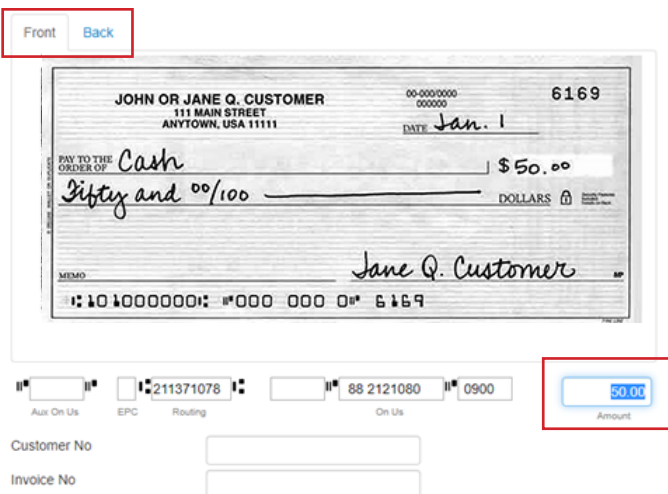 Front Back
JOHN OR JANE Q. CUSTOMER
111 MAIN STREET
ANYTOWN, USA 11111
00-000/0000
000000
6169
DATE Jan. 1
PAY TO THE
ORDER OF Cash $ 50.00
Fifty and 00/100 DOLLARS
MEMO Jane Q. Customer MP
⑆101000000⑆ ⑈000 000 0⑈ 6169
⑈ ⑈ ⑆211371078⑆ ⑈ 88 2121080 ⑈ 0900 50.00
Aux On Us EPC Routing On Us Amount
Customer No
Invoice No